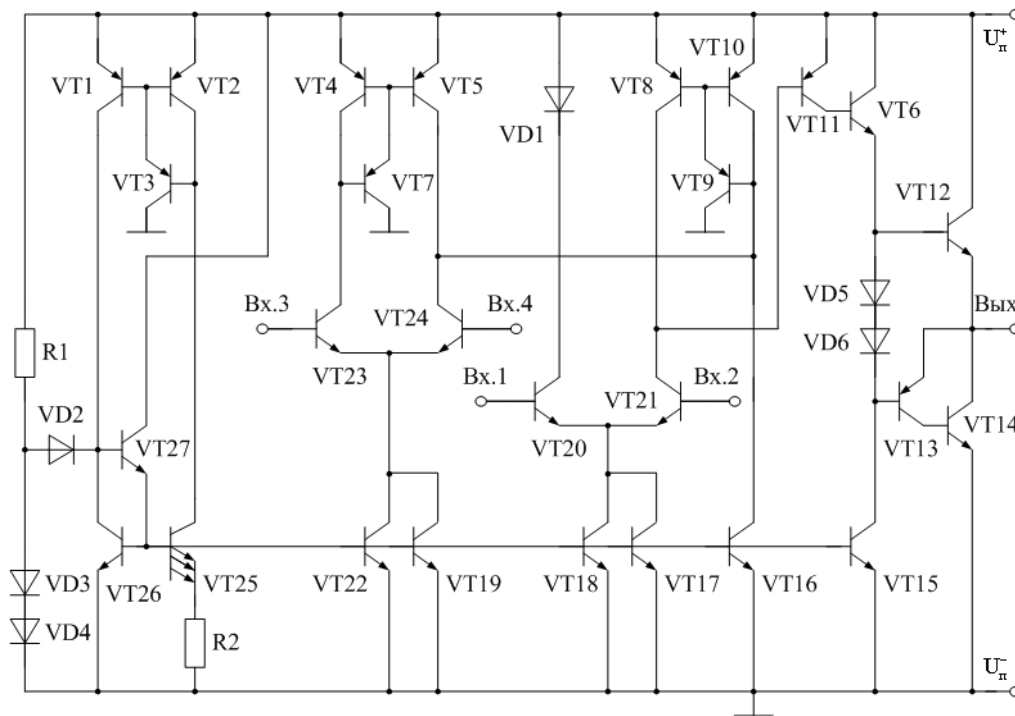 U⁺ₙ
VT10
VT1
VT2
VT4
VT5
VT8
VT11
VT6
VD1
VT3
VT7
VT9
VT12
Вх.3
Вх.4
VD5
Вых
VT24
VD6
R1
VT23
Вх.1
VT21
Вх.2
VD2
VT27
VT20
VT13
VT14
VD3
VT26
VT25
VT22
VT19
VT18
VT17
VT16
VT15
VD4
R2
U⁻ₙ